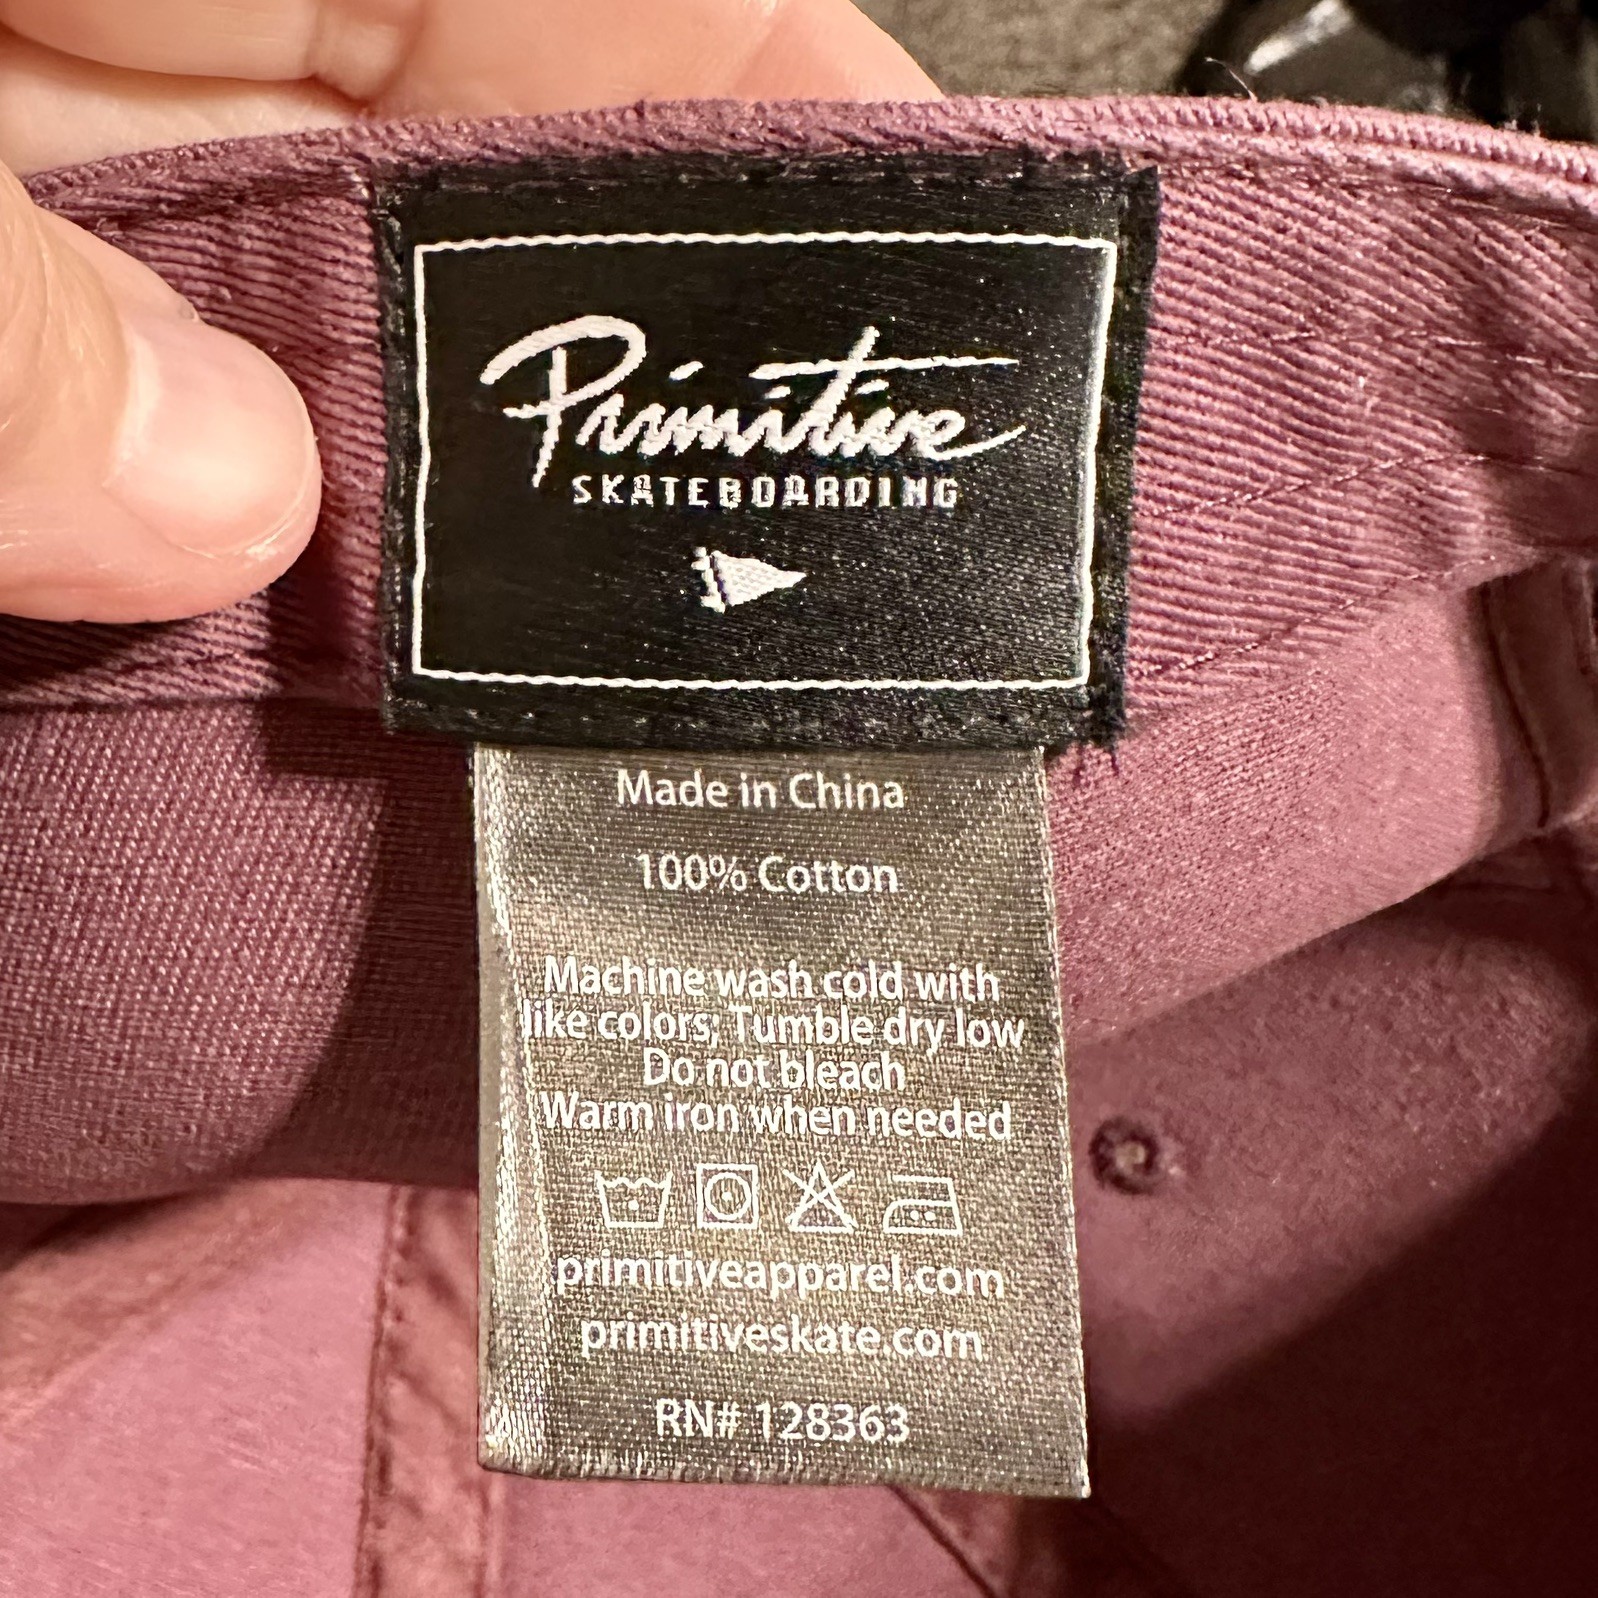 Primitive
SKATEBOARDING
Made in China
100% Cotton
Machine wash cold with
like colors, Tumble dry low
Do not bleach
Warm iron when needed
primitiveapparel.com
primitiveskate.com
RN# 128363